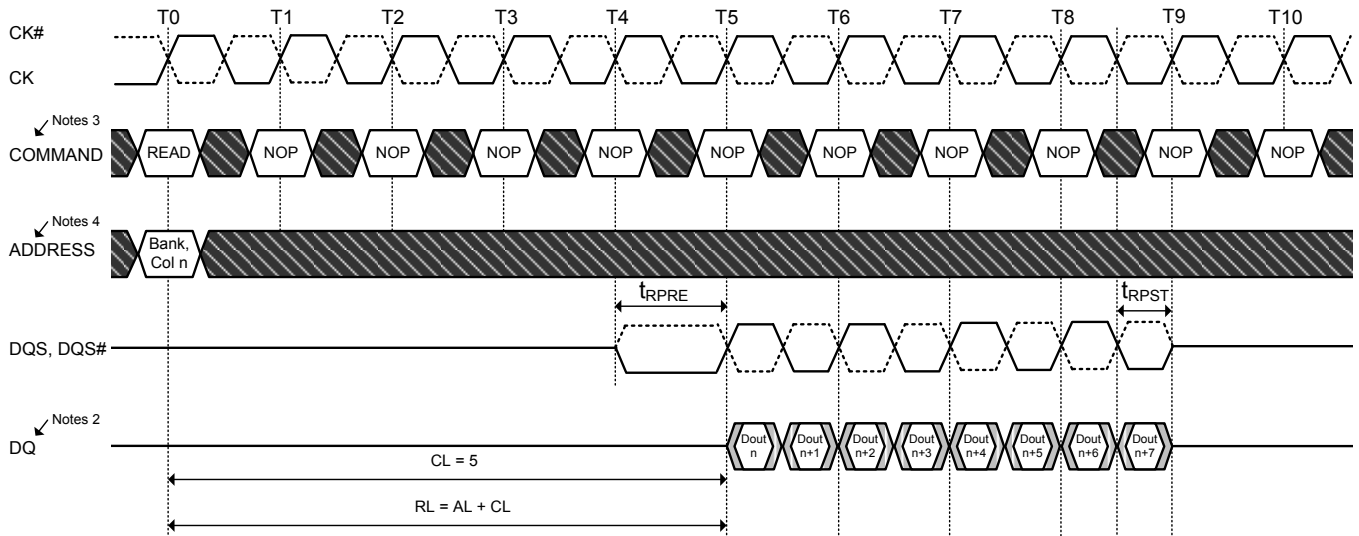 T0 T1 T2 T3 T4 T5 T6 T7 T8 T9 T10
CK#
CK
Notes 3
COMMAND READ NOP NOP NOP NOP NOP NOP NOP NOP NOP NOP
Notes 4
ADDRESS
Bank,
Col n
tRPRE tRPST
DQS, DQS#
Notes 2
DQ
Dout n
Dout n+1
Dout n+2
Dout n+3
Dout n+4
Dout n+5
Dout n+6
Dout n+7
CL = 5
RL = AL + CL